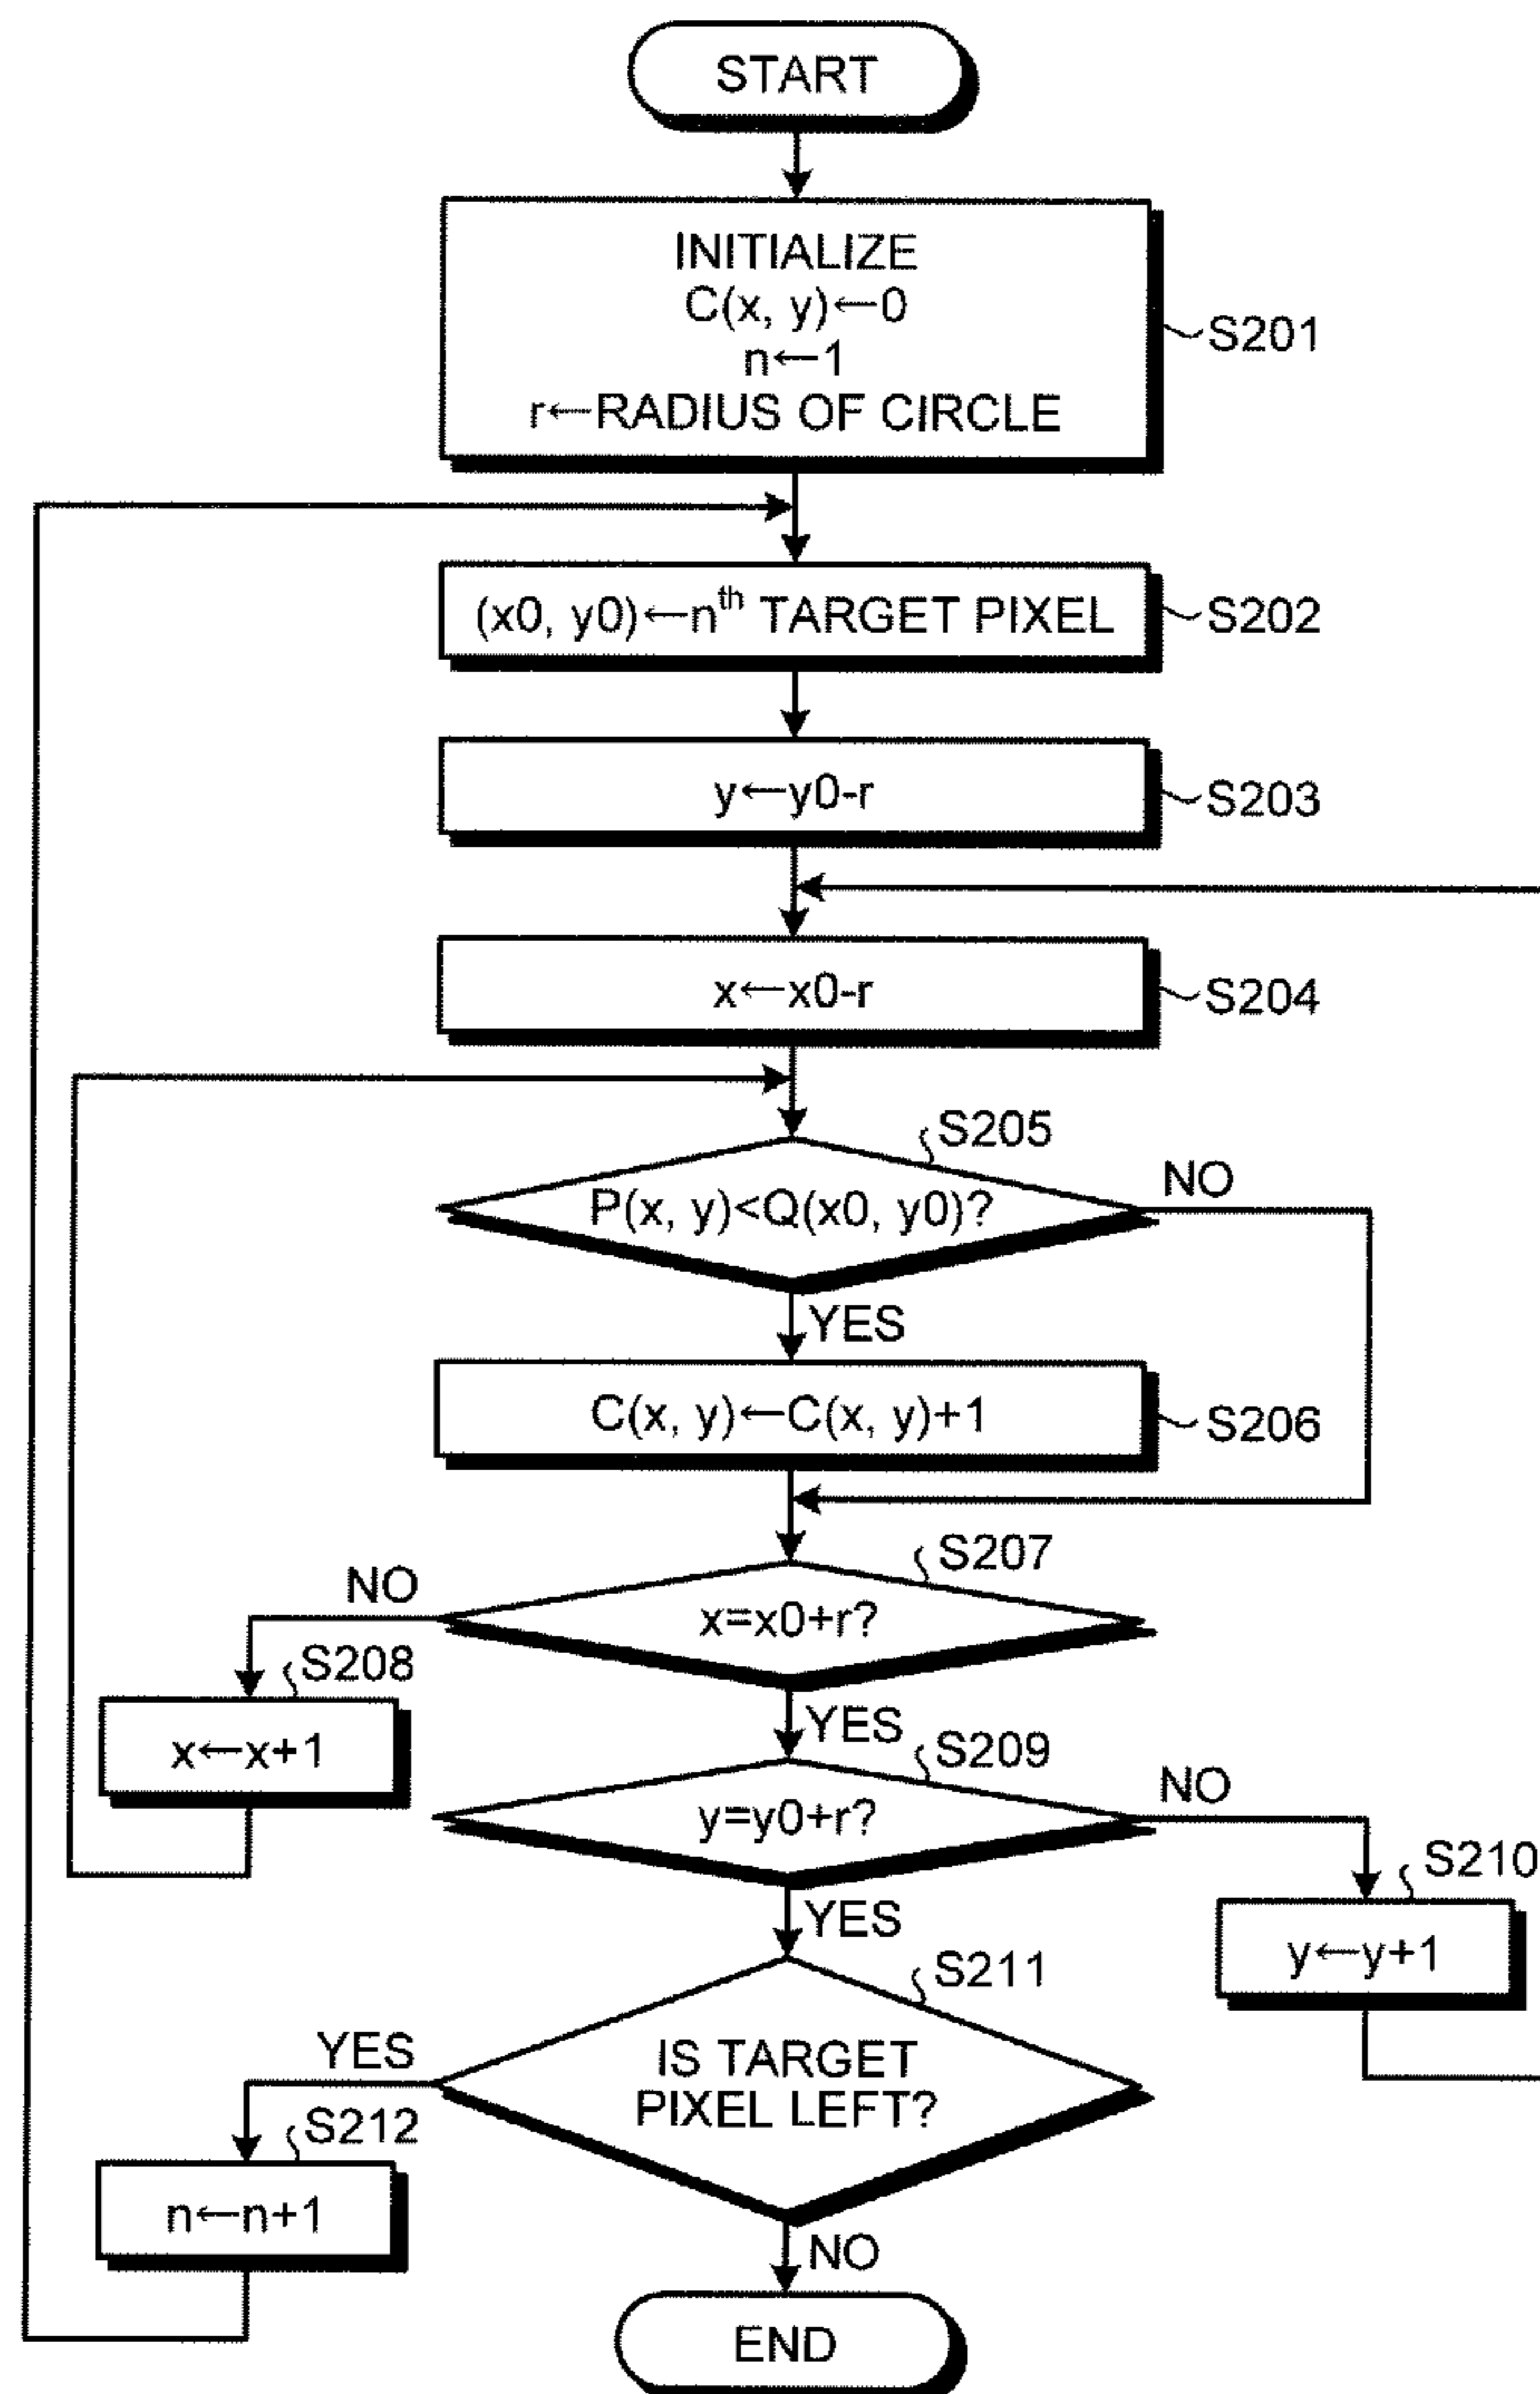 START
INITIALIZE
C(x, y)←0
n←1
r←RADIUS OF CIRCLE
S201
(x0, y0)←nth TARGET PIXEL
S202
y←y0-r
S203
x←x0-r
S204
S205
P(x, y)<Q(x0, y0)?
NO
YES
C(x, y)←C(x, y)+1
S206
S207
NO
x=x0+r?
S208
x←x+1
YES
S209
y=y0+r?
NO
S210
y←y+1
YES
S211
YES
IS TARGET
PIXEL LEFT?
S212
n←n+1
NO
END